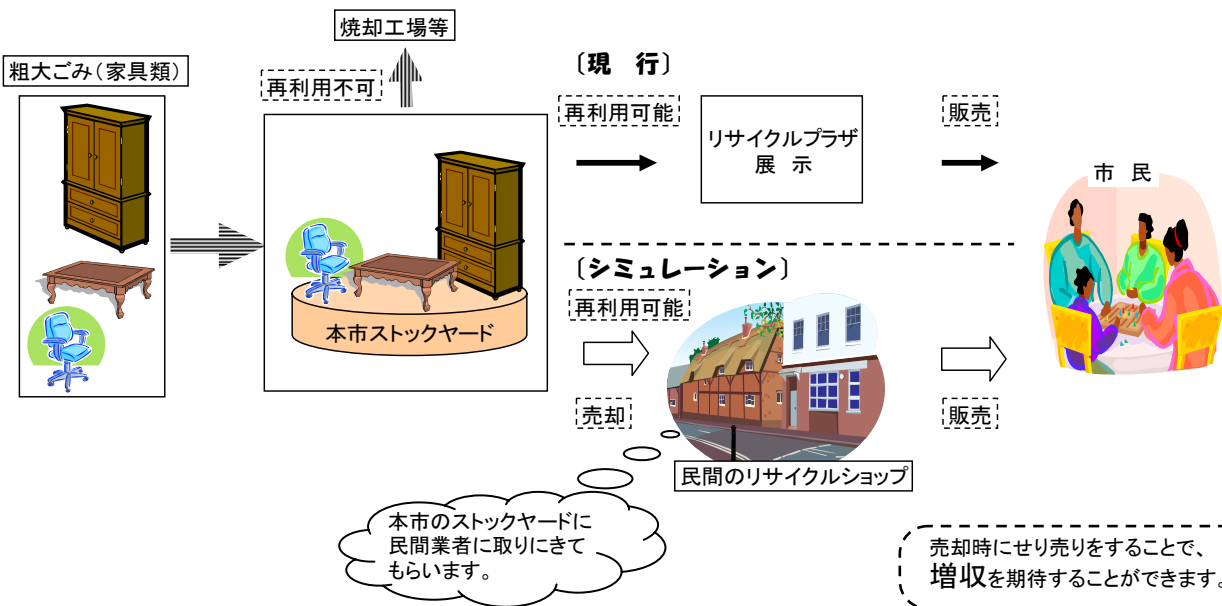 焼却工場等
粗大ごみ(家具類)
再利用不可
本市ストックヤード
〔現 行〕
再利用可能
リサイクルプラザ
展 示
販売
市 民
〔シミュレーション〕
再利用可能
売却
民間のリサイクルショップ
販売
本市のストックヤードに
民間業者に取りにきて
もらいます。
売却時にせり売りをすることで、
増収を期待することができます。